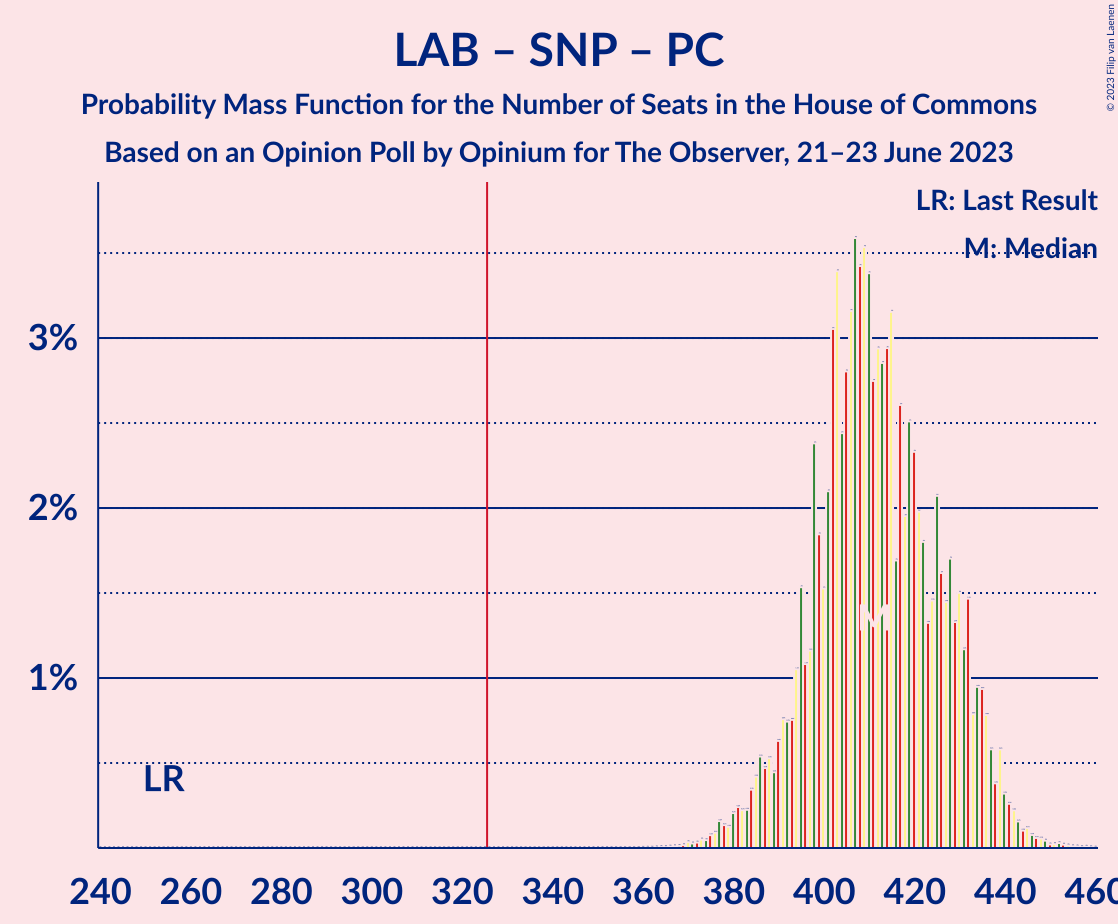 LAB – SNP – PC
Probability Mass Function for the Number of Seats in the House of Commons
Based on an Opinion Poll by Opinium for The Observer, 21–23 June 2023
© 2023 Filip van Laenen
LR: Last Result
M: Median
3%
2%
1%
M
LR
240 260 280 300 320 340 360 380 400 420 440 460